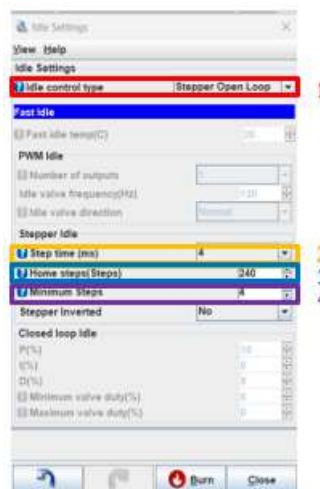 Idle Settings
View Help
Idle Settings
Idle control type Stepper Open Loop
Fast Idle
Fast idle temp(C)
PWM Idle
Number of outputs
Idle valve frequency(Hz)
Idle valve direction Normal
Stepper Idle
Step time (ms) 4
Home steps(Steps) 240
Minimum Steps 4
Stepper Inverted No
Closed loop Idle
P(%)
I(%)
D(%)
Minimum valve duty(%)
Maximum valve duty(%)
Burn Close